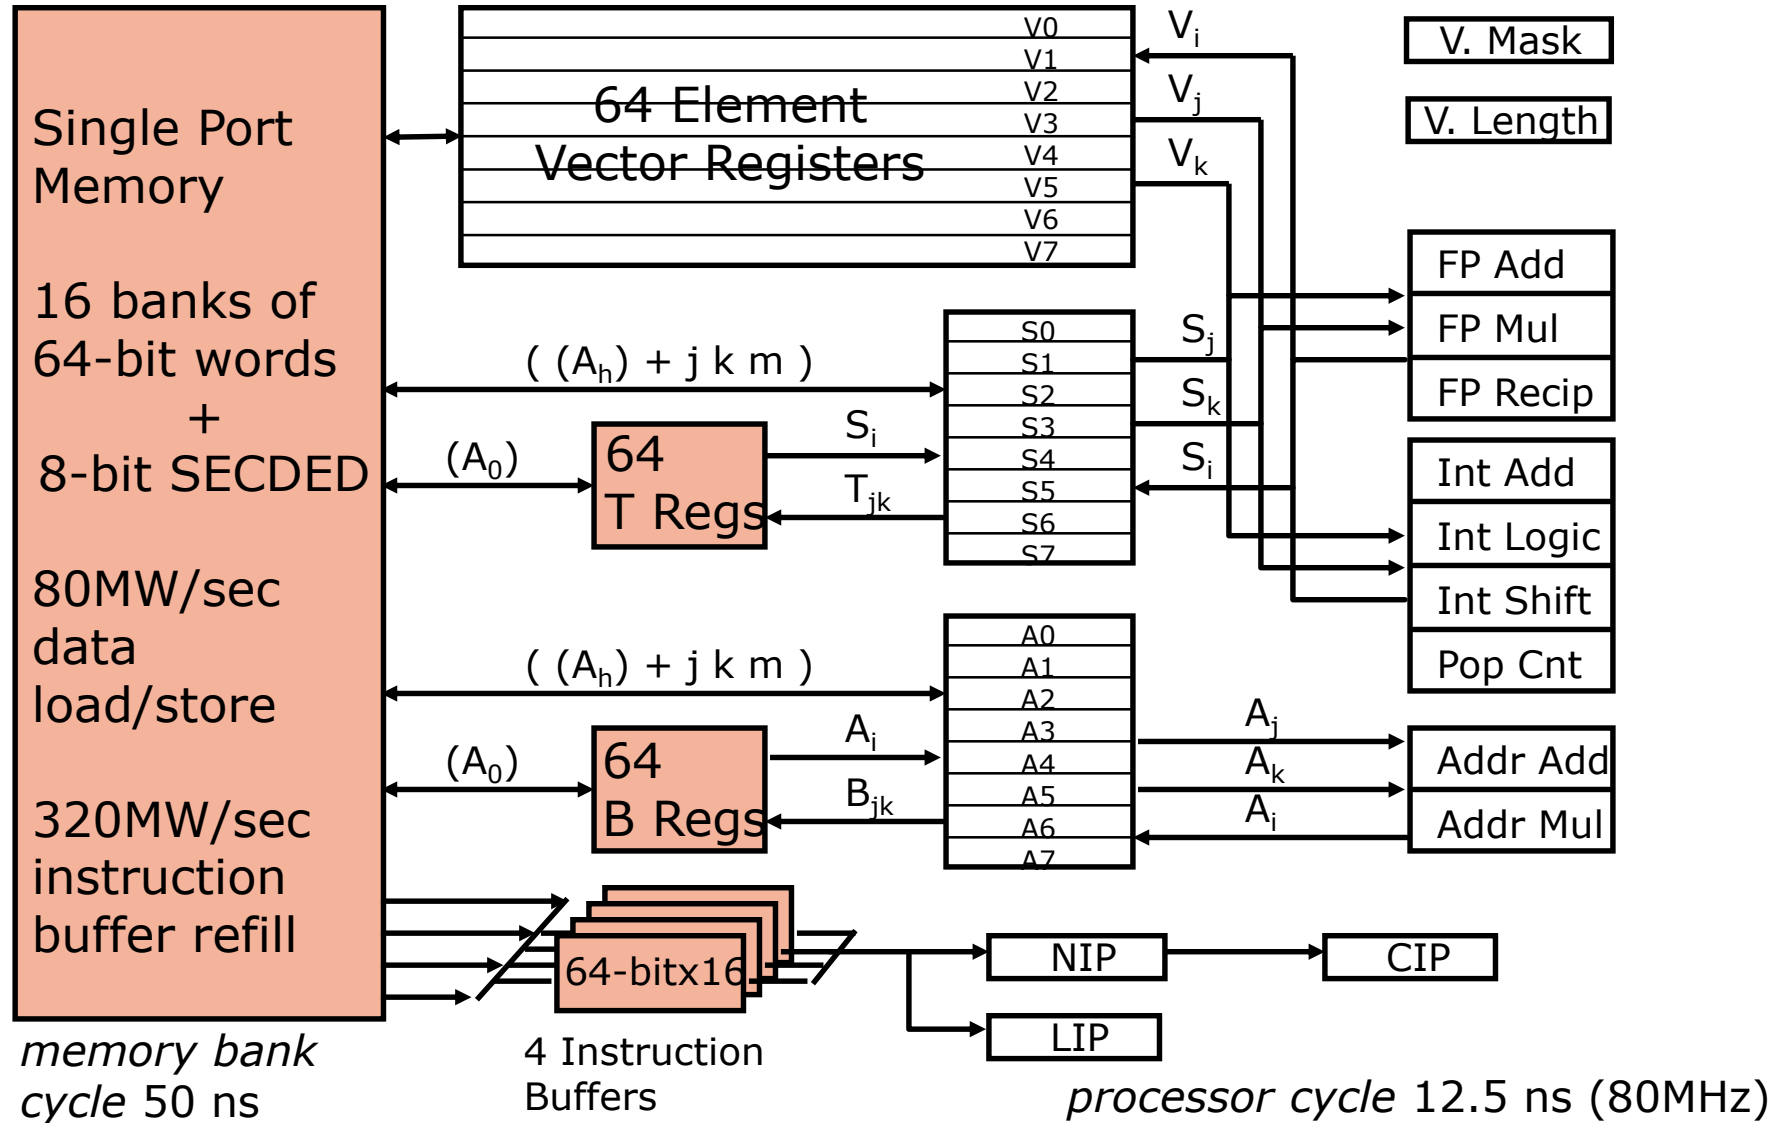 Single Port
Memory
16 banks of
64-bit words
+
8-bit SECDED
80MW/sec
data
load/store
320MW/sec
instruction
buffer refill
memory bank
cycle 50 ns
64 Element
Vector Registers
V0
V1
V2
V3
V4
V5
V6
V7
Vi
Vj
Vk
V. Mask
V. Length
FP Add
FP Mul
FP Recip
Int Add
Int Logic
Int Shift
Pop Cnt
( (Ah) + j k m )
(A0)
64
T Regs
Si
Tjk
S0
S1
S2
S3
S4
S5
S6
S7
Sj
Sk
Si
( (Ah) + j k m )
(A0)
64
B Regs
Ai
Bjk
A0
A1
A2
A3
A4
A5
A6
A7
Aj
Ak
Ai
Addr Add
Addr Mul
64-bitx16
4 Instruction
Buffers
NIP
CIP
LIP
processor cycle 12.5 ns (80MHz)